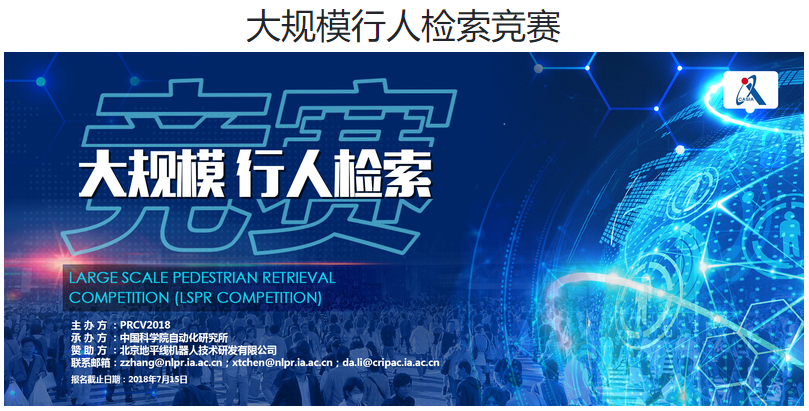 大规模行人检索竞赛
竞赛
大规模 行人检索
CASIA
LARGE SCALE PEDESTRIAN RETRIEVAL
COMPETITION (LSPR COMPETITION)
主 办 方 ：PRCV2018
承 办 方 ：中国科学院自动化研究所
赞 助 方 ：北京地平线机器人技术研发有限公司
联系邮箱：zzhang@nlpr.ia.ac.cn；xtchen@nlpr.ia.ac.cn；da.li@cripac.ia.ac.cn
报名截止日期：2018年7月15日